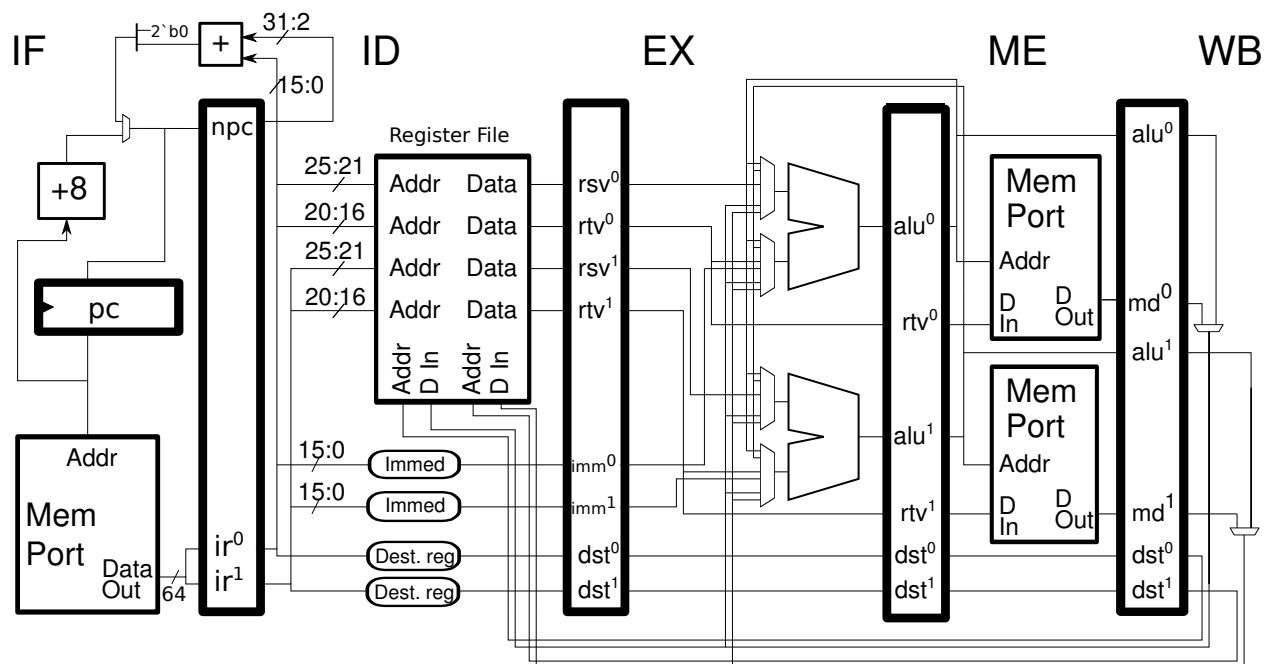 IF
ID
EX
ME
WB
2`b0
+
31:2
15:0
npc
+8
pc
Addr
Mem
Port
Data
Out
64
ir⁰
ir¹
Register File
25:21
Addr
Data
20:16
Addr
Data
25:21
Addr
Data
20:16
Addr
Data
Addr
D In
Addr
D In
15:0
Immed
15:0
Immed
Dest. reg
Dest. reg
rsv⁰
rtv⁰
rsv¹
rtv¹
imm⁰
imm¹
dst⁰
dst¹
alu⁰
rtv⁰
alu¹
rtv¹
dst⁰
dst¹
Mem
Port
Addr
D
In
D
Out
Mem
Port
Addr
D
In
D
Out
alu⁰
md⁰
alu¹
md¹
dst⁰
dst¹